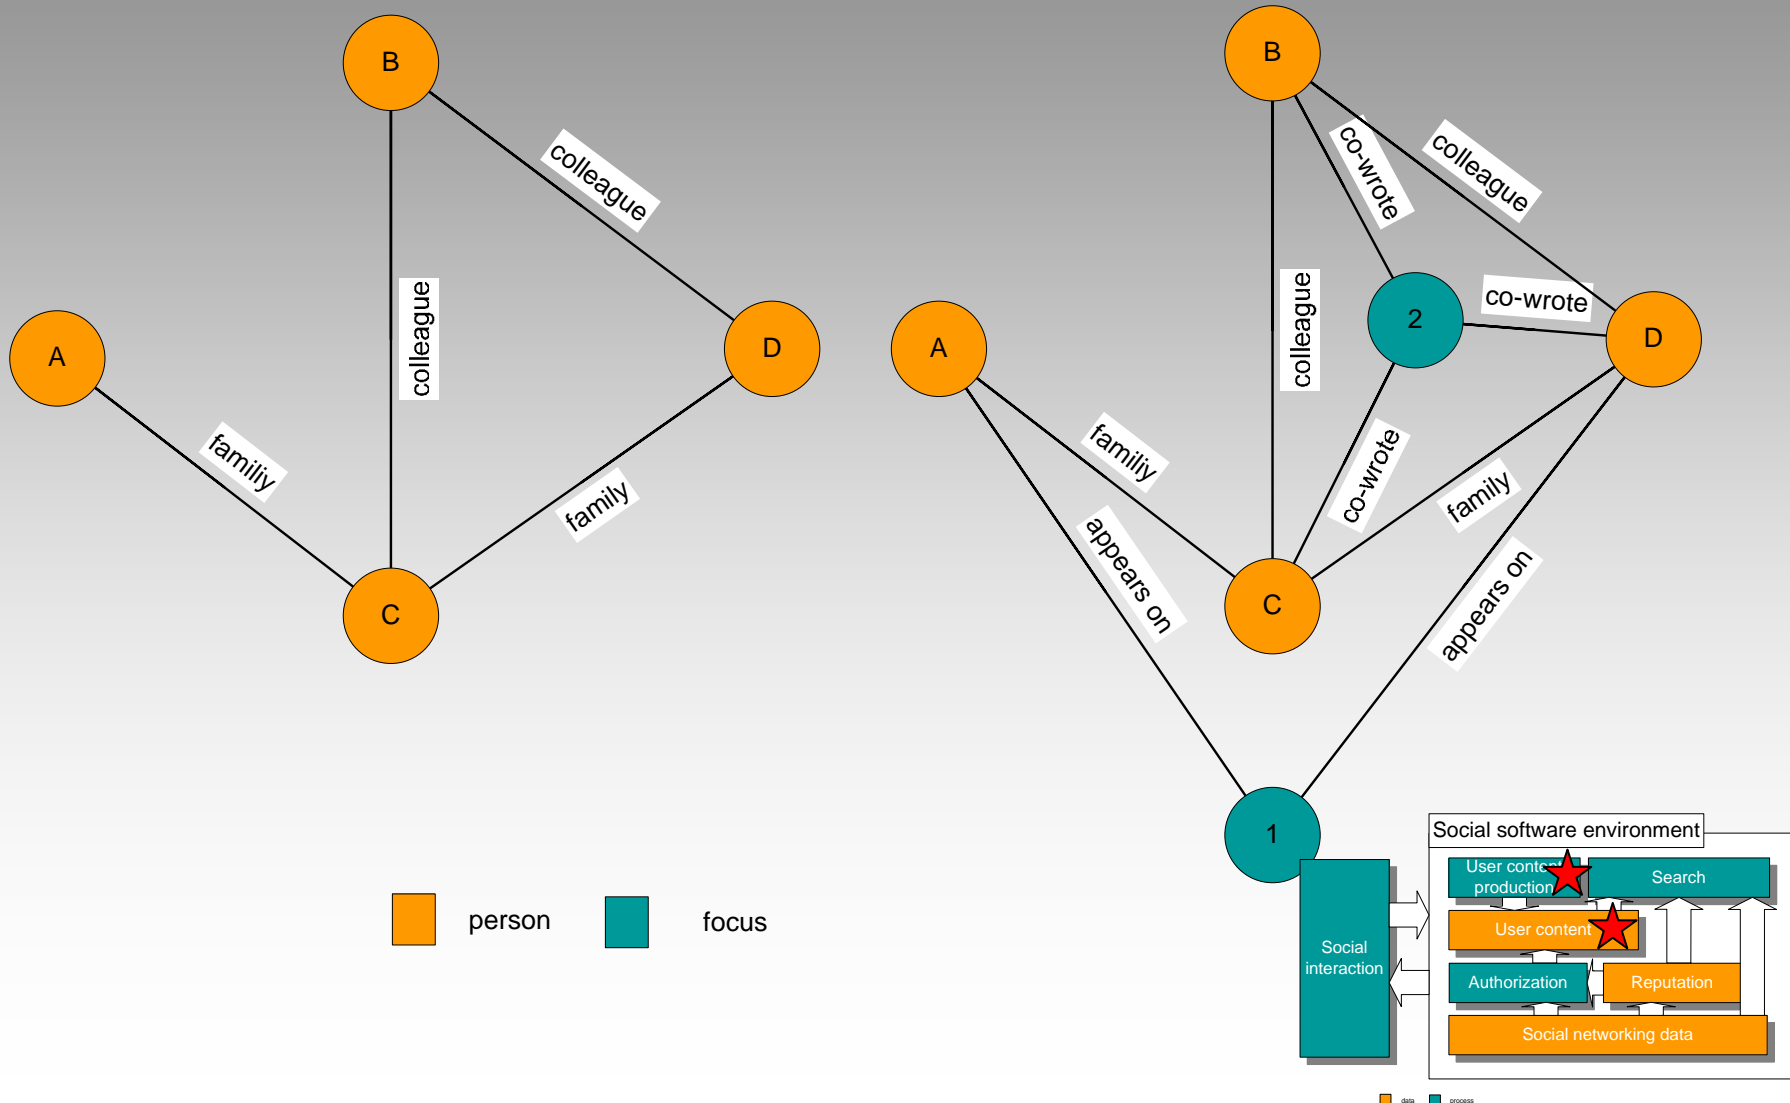 B
colleague
colleague
A
D
familiy
family
C
B
co-wrote
colleague
colleague
co-wrote
2
A
D
familiy
co-wrote
family
appears on
appears on
C
1
person
focus
Social
interaction
Social software environment
User content
production
Search
User content
Authorization
Reputation
Social networking data
data
process